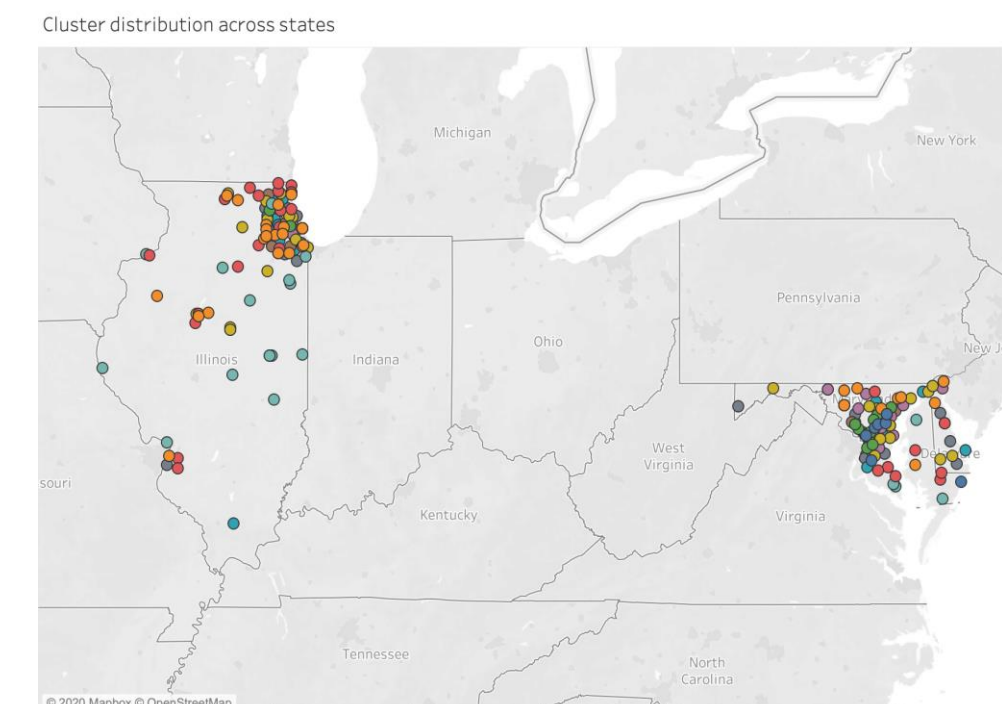 Cluster distribution across states
Michigan
New York
Pennsylvania
New J
Ohio
Illinois
Indiana
West
Virginia
souri
Kentucky
Virginia
Tennessee
North
Carolina
© 2020 Mapbox © OpenStreetMap